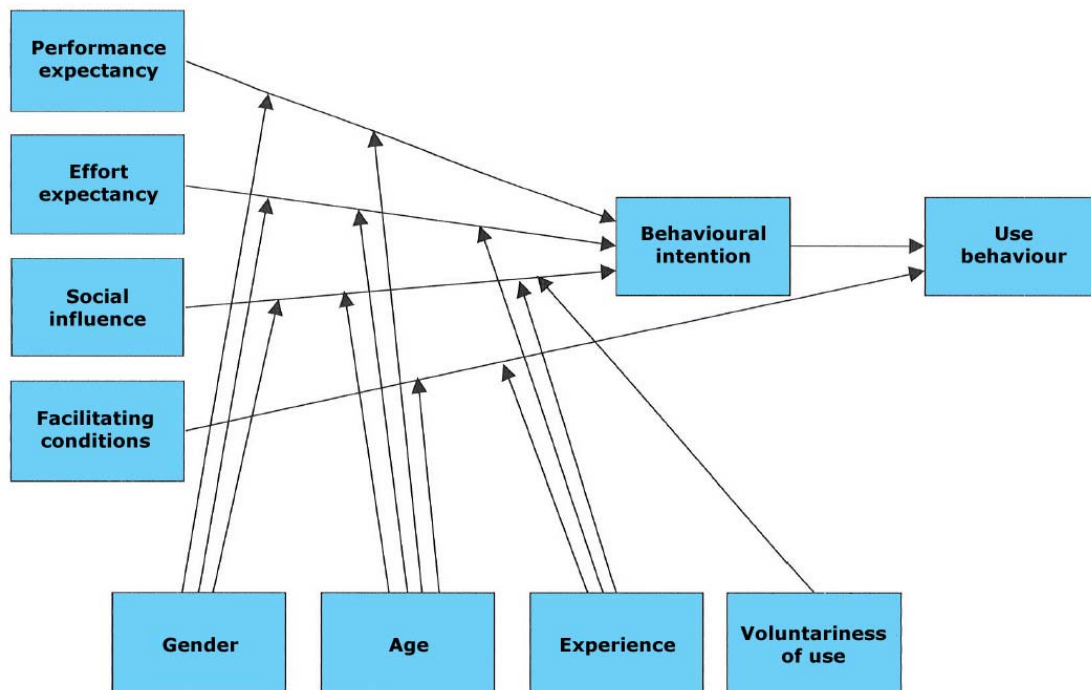 Performance
expectancy
Effort
expectancy
Social
influence
Facilitating
conditions
Behavioural
intention
Use
behaviour
Gender
Age
Experience
Voluntariness
of use